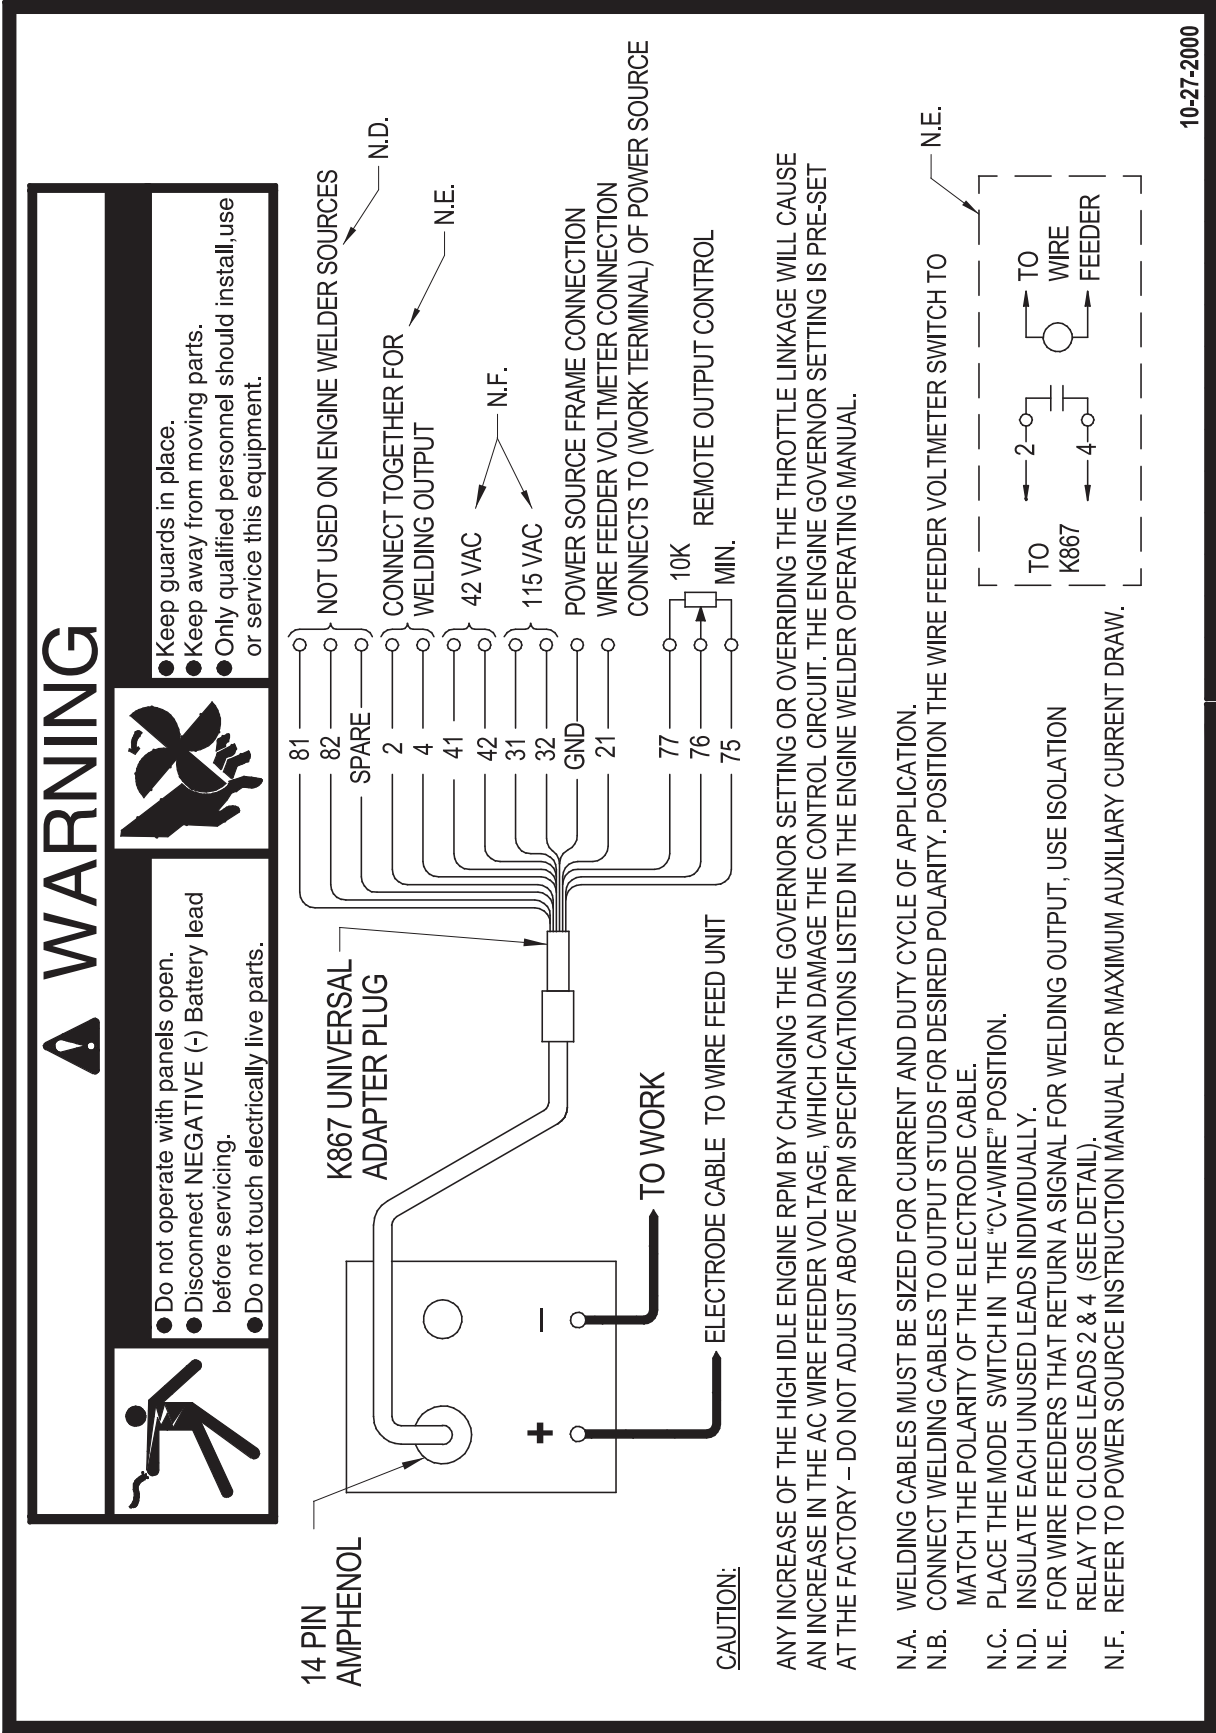 WARNING
Do not operate with panels open.
Disconnect NEGATIVE (-) Battery lead
before servicing.
Do not touch electrically live parts.
Keep guards in place.
Keep away from moving parts.
Only qualified personnel should install,use
or service this equipment.
14 PIN
AMPHENOL
K867 UNIVERSAL
ADAPTER PLUG
81
82
SPARE
2
4
41
42
31
32
GND
21
77
76
75
NOT USED ON ENGINE WELDER SOURCES
N.D.
CONNECT TOGETHER FOR
WELDING OUTPUT
N.E.
42 VAC
N.F.
115 VAC
POWER SOURCE FRAME CONNECTION
WIRE FEEDER VOLTMETER CONNECTION
CONNECTS TO (WORK TERMINAL) OF POWER SOURCE
10K
REMOTE OUTPUT CONTROL
MIN.
+
–
TO WORK
ELECTRODE CABLE TO WIRE FEED UNIT
CAUTION:
ANY INCREASE OF THE HIGH IDLE ENGINE RPM BY CHANGING THE GOVERNOR SETTING OR OVERRIDING THE THROTTLE LINKAGE WILL CAUSE
AN INCREASE IN THE AC WIRE FEEDER VOLTAGE, WHICH CAN DAMAGE THE CONTROL CIRCUIT. THE ENGINE GOVERNOR SETTING IS PRE-SET
AT THE FACTORY – DO NOT ADJUST ABOVE RPM SPECIFICATIONS LISTED IN THE ENGINE WELDER OPERATING MANUAL.
N.A. WELDING CABLES MUST BE SIZED FOR CURRENT AND DUTY CYCLE OF APPLICATION.
N.B. CONNECT WELDING CABLES TO OUTPUT STUDS FOR DESIRED POLARITY. POSITION THE WIRE FEEDER VOLTMETER SWITCH TO
MATCH THE POLARITY OF THE ELECTRODE CABLE.
N.C. PLACE THE MODE SWITCH IN THE “CV-WIRE” POSITION.
N.D. INSULATE EACH UNUSED LEADS INDIVIDUALLY.
N.E. FOR WIRE FEEDERS THAT RETURN A SIGNAL FOR WELDING OUTPUT, USE ISOLATION
RELAY TO CLOSE LEADS 2 & 4 (SEE DETAIL).
N.F. REFER TO POWER SOURCE INSTRUCTION MANUAL FOR MAXIMUM AUXILIARY CURRENT DRAW.
N.E.
TO
K867
2
4
TO
WIRE
FEEDER
10-27-2000